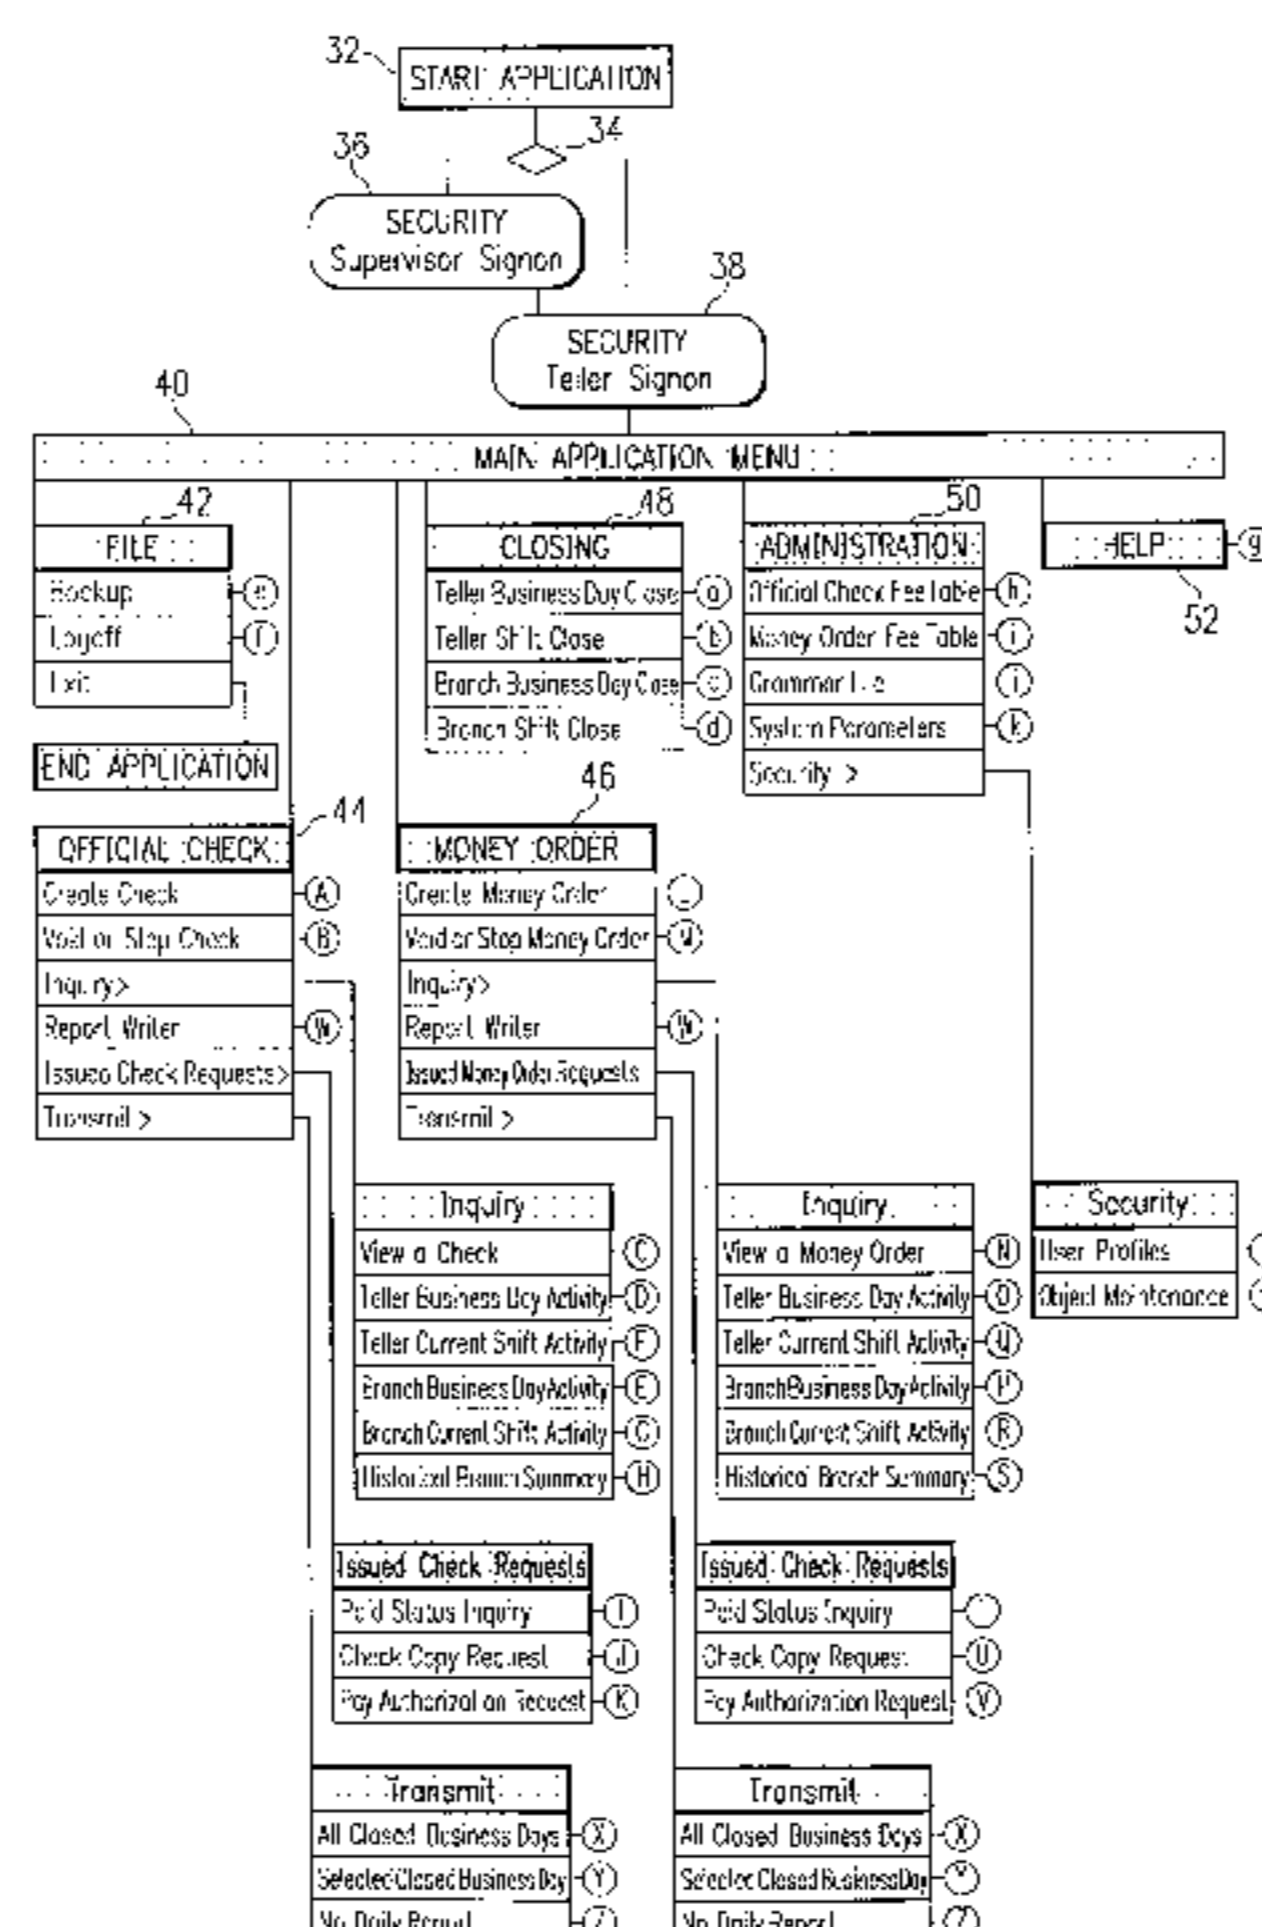 32
START APPLICATION
34
36
SECURITY
Supervisor Signon
38
SECURITY
Teller Signon
40
MAIN APPLICATION MENU
42
FILE
Logoff
Exit
END APPLICATION
48
CLOSING
Teller Business Day Close
a
Teller Shift Close
b
Branch Business Day Close
c
Branch Shift Close
d
50
ADMINISTRATION
Official Check Fee Table
h
Money Order Fee Table
i
Grammar
System Parameters
k
Security >
HELP
g
52
44
OFFICIAL CHECK
Create Check
A
Void or Stop Check
B
Inquiry>
Report Writer
W
Issued Check Requests>
Transmit >
46
MONEY ORDER
Create Money Order
Void or Stop Money Order
Inquiry>
Report Writer
W
Issued Money Order Requests
Transmit >
Inquiry
View a Check
C
Teller Business Day Activity
D
Teller Current Shift Activity
F
Branch Business Day Activity
E
Branch Current Shift Activity
G
Historical Branch Summary
H
Inquiry
View a Money Order
N
Teller Business Day Activity
O
Teller Current Shift Activity
Branch Business Day Activity
P
Branch Current Shift Activity
R
Historical Branch Summary
S
Security
User Profiles
Object Maintenance
Issued Check Requests
Paid Status Inquiry
I
Check Copy Request
J
Pay Authorization Request
K
Issued Check Requests
Paid Status Inquiry
Check Copy Request
U
Pay Authorization Request
V
Transmit
All Closed Business Days
X
Selected Closed Business Day
Y
No Daily Report
Z
Transmit
All Closed Business Days
X
Selected Closed Business Day
Y
No Daily Report
Z